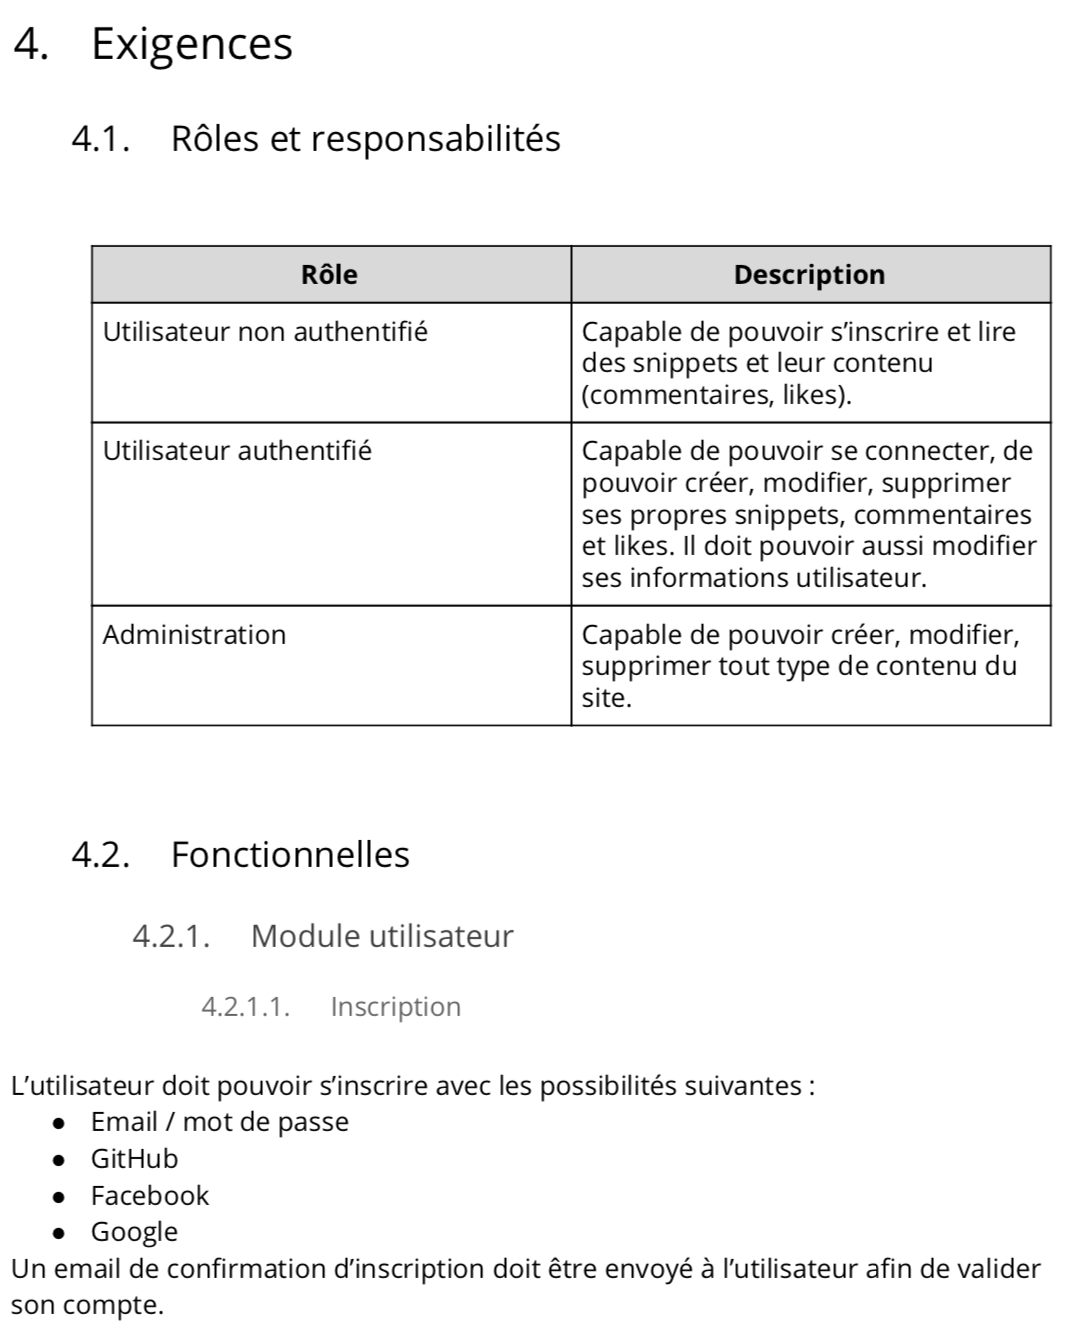 4. Exigences
4.1. Rôles et responsabilités
Rôle Description
Utilisateur non authentifié
Capable de pouvoir s’inscrire et lire
des snippets et leur contenu
(commentaires, likes).
Utilisateur authentifié
Capable de pouvoir se connecter, de
pouvoir créer, modifier, supprimer
ses propres snippets, commentaires
et likes. Il doit pouvoir aussi modifier
ses informations utilisateur.
Administration
Capable de pouvoir créer, modifier,
supprimer tout type de contenu du
site.
4.2. Fonctionnelles
4.2.1. Module utilisateur
4.2.1.1. Inscription
L’utilisateur doit pouvoir s’inscrire avec les possibilités suivantes :
● Email / mot de passe
● GitHub
● Facebook
● Google
Un email de confirmation d’inscription doit être envoyé à l’utilisateur afin de valider
son compte.